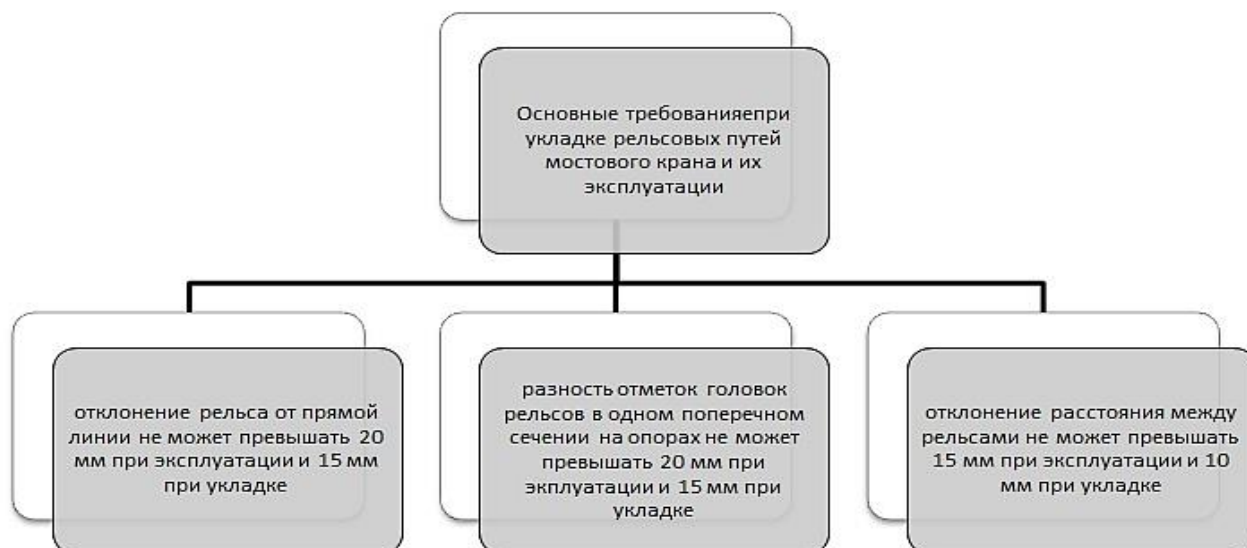 Основные требованияепри
укладке рельсовых путей
мостового крана и их
эксплуатации
отклонение рельса от прямой
линии не может превышать 20
мм при эксплуатации и 15 мм
при укладке
разность отметок головок
рельсов в одном поперечном
сечении на опорах не может
превышать 20 мм при
экплуатации и 15 мм при
укладке
отклонение расстояния между
рельсами не может превышать
15 мм при эксплуатации и 10
мм при укладке